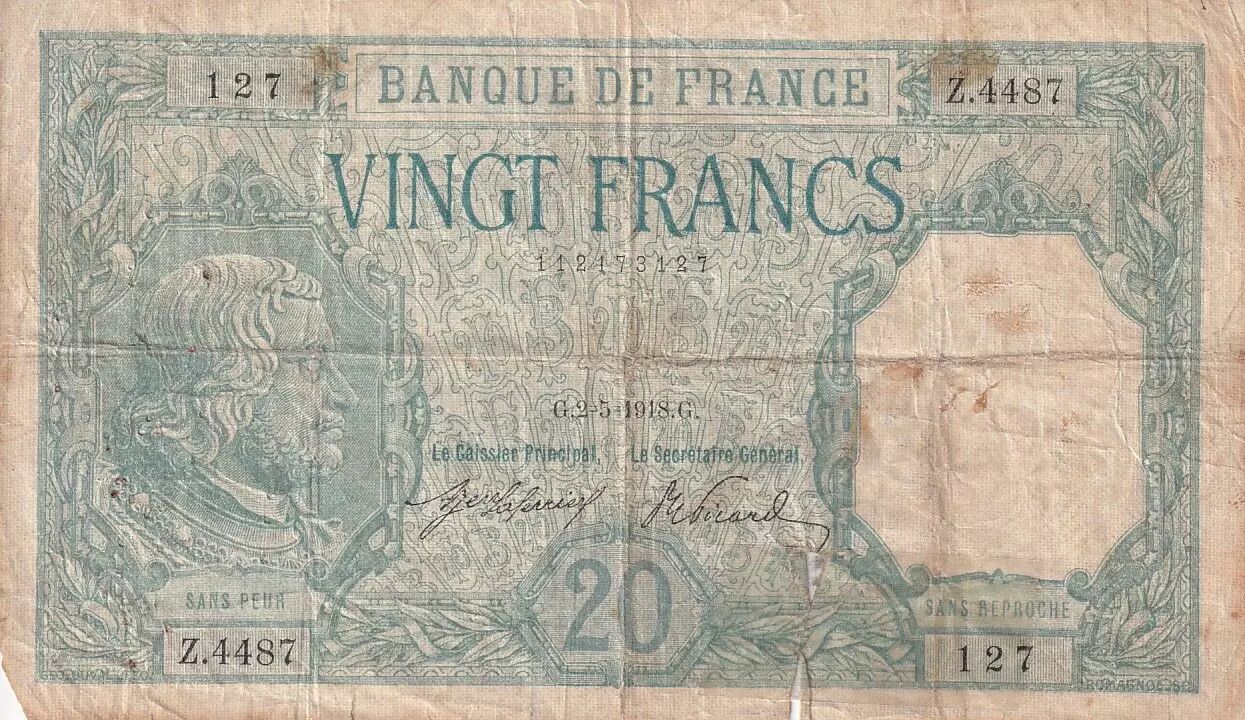 127 BANQUE DE FRANCE Z.4487
VINGT FRANCS
112173127
G.2-5-1918.G.
Le Caissier Principal, Le Secrétaire Général,
SANS PEUR 20 SANS REPROCHE
Z.4487 127